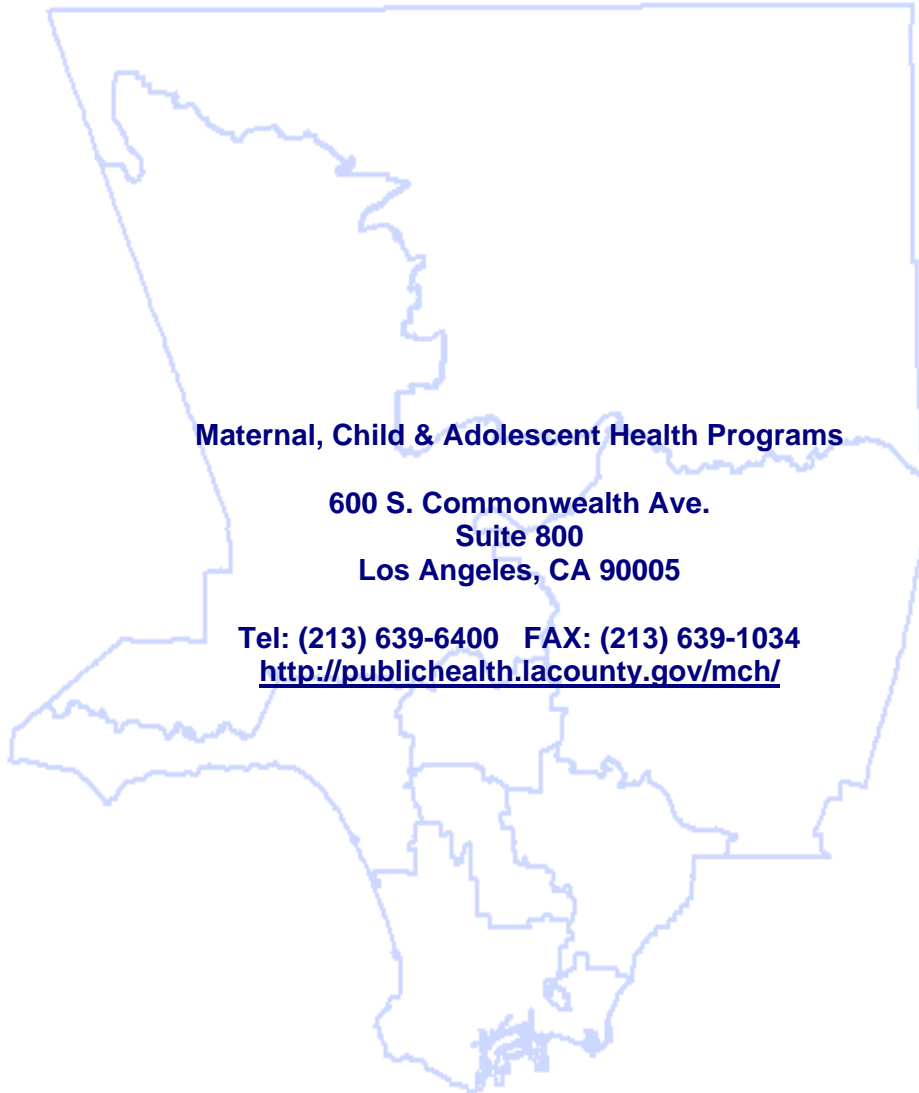 Maternal, Child & Adolescent Health Programs
600 S. Commonwealth Ave.
Suite 800
Los Angeles, CA 90005
Tel: (213) 639-6400 FAX: (213) 639-1034
http://publichealth.lacounty.gov/mch/